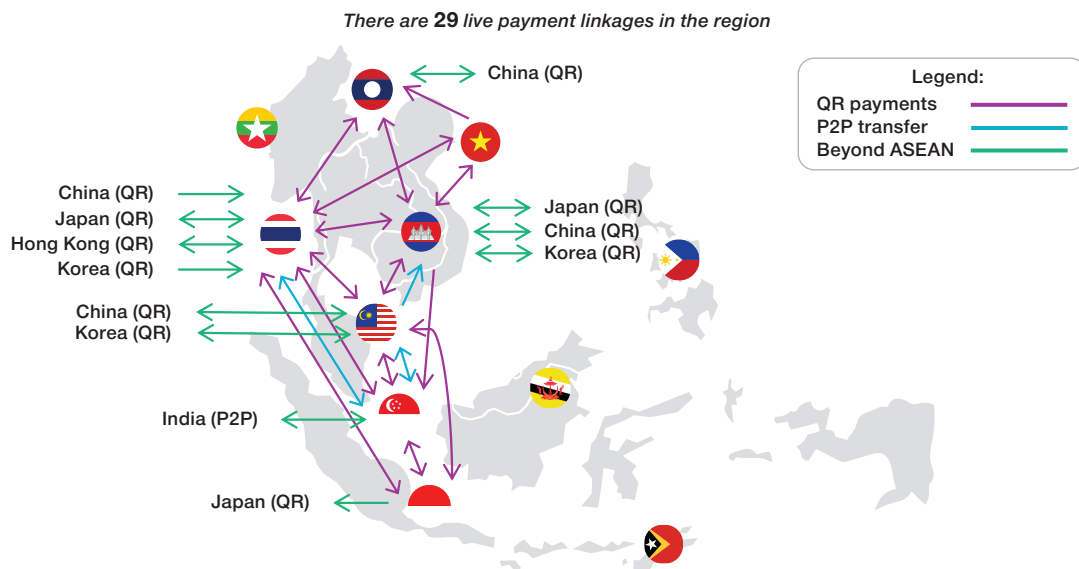 There are 29 live payment linkages in the region
Legend:
QR payments
P2P transfer
Beyond ASEAN
China (QR)
China (QR)
Japan (QR)
Hong Kong (QR)
Korea (QR)
Japan (QR)
China (QR)
Korea (QR)
China (QR)
Korea (QR)
India (P2P)
Japan (QR)